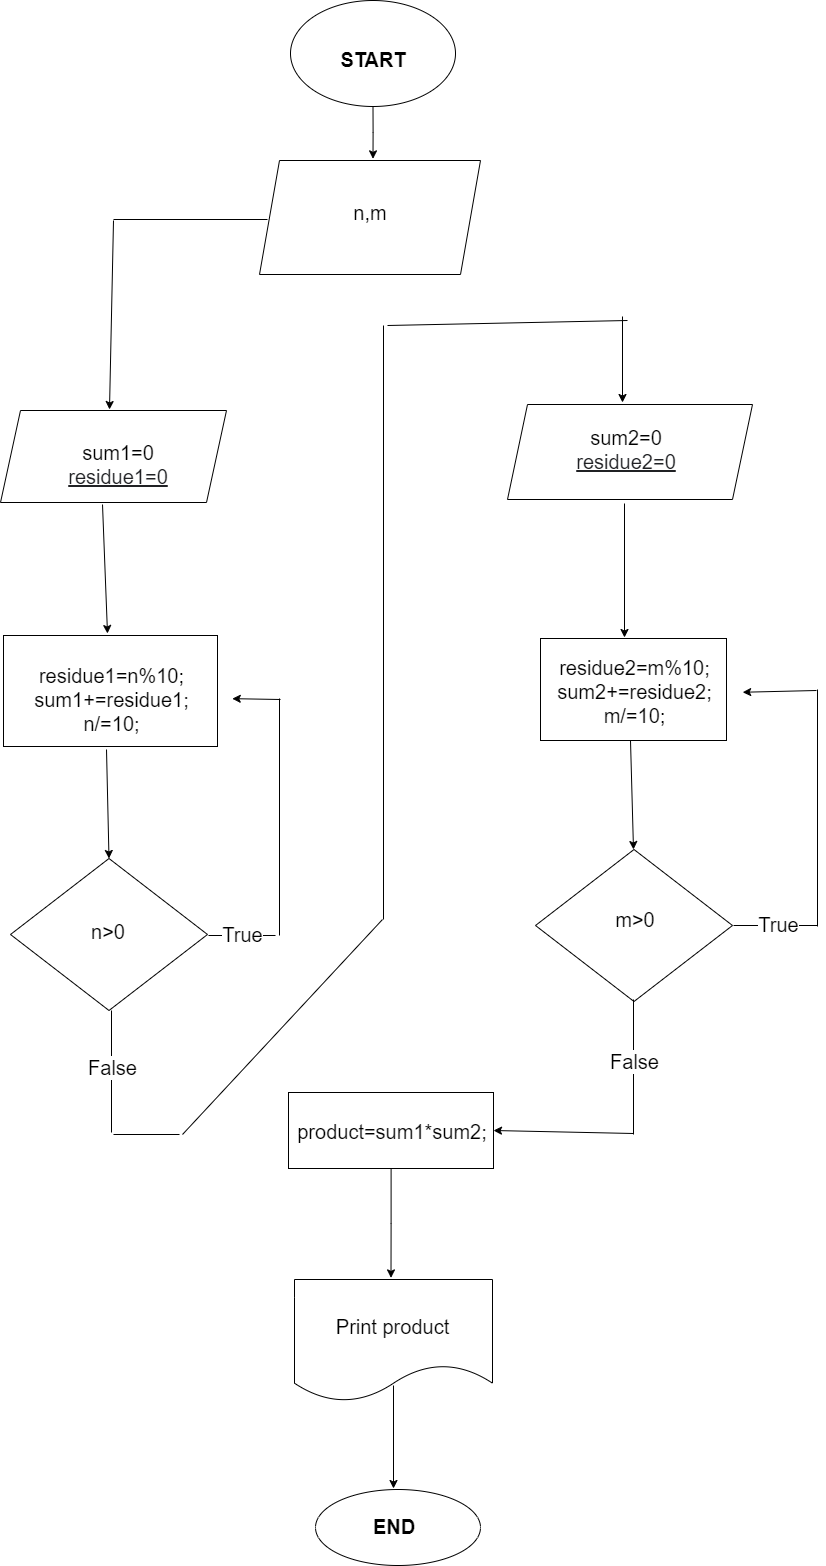 START
n,m
sum1=0
residue1=0
residue1=n%10;
sum1+=residue1;
n/=10;
n>0
True
False
sum2=0
residue2=0
residue2=m%10;
sum2+=residue2;
m/=10;
m>0
True
False
product=sum1*sum2;
Print product
END